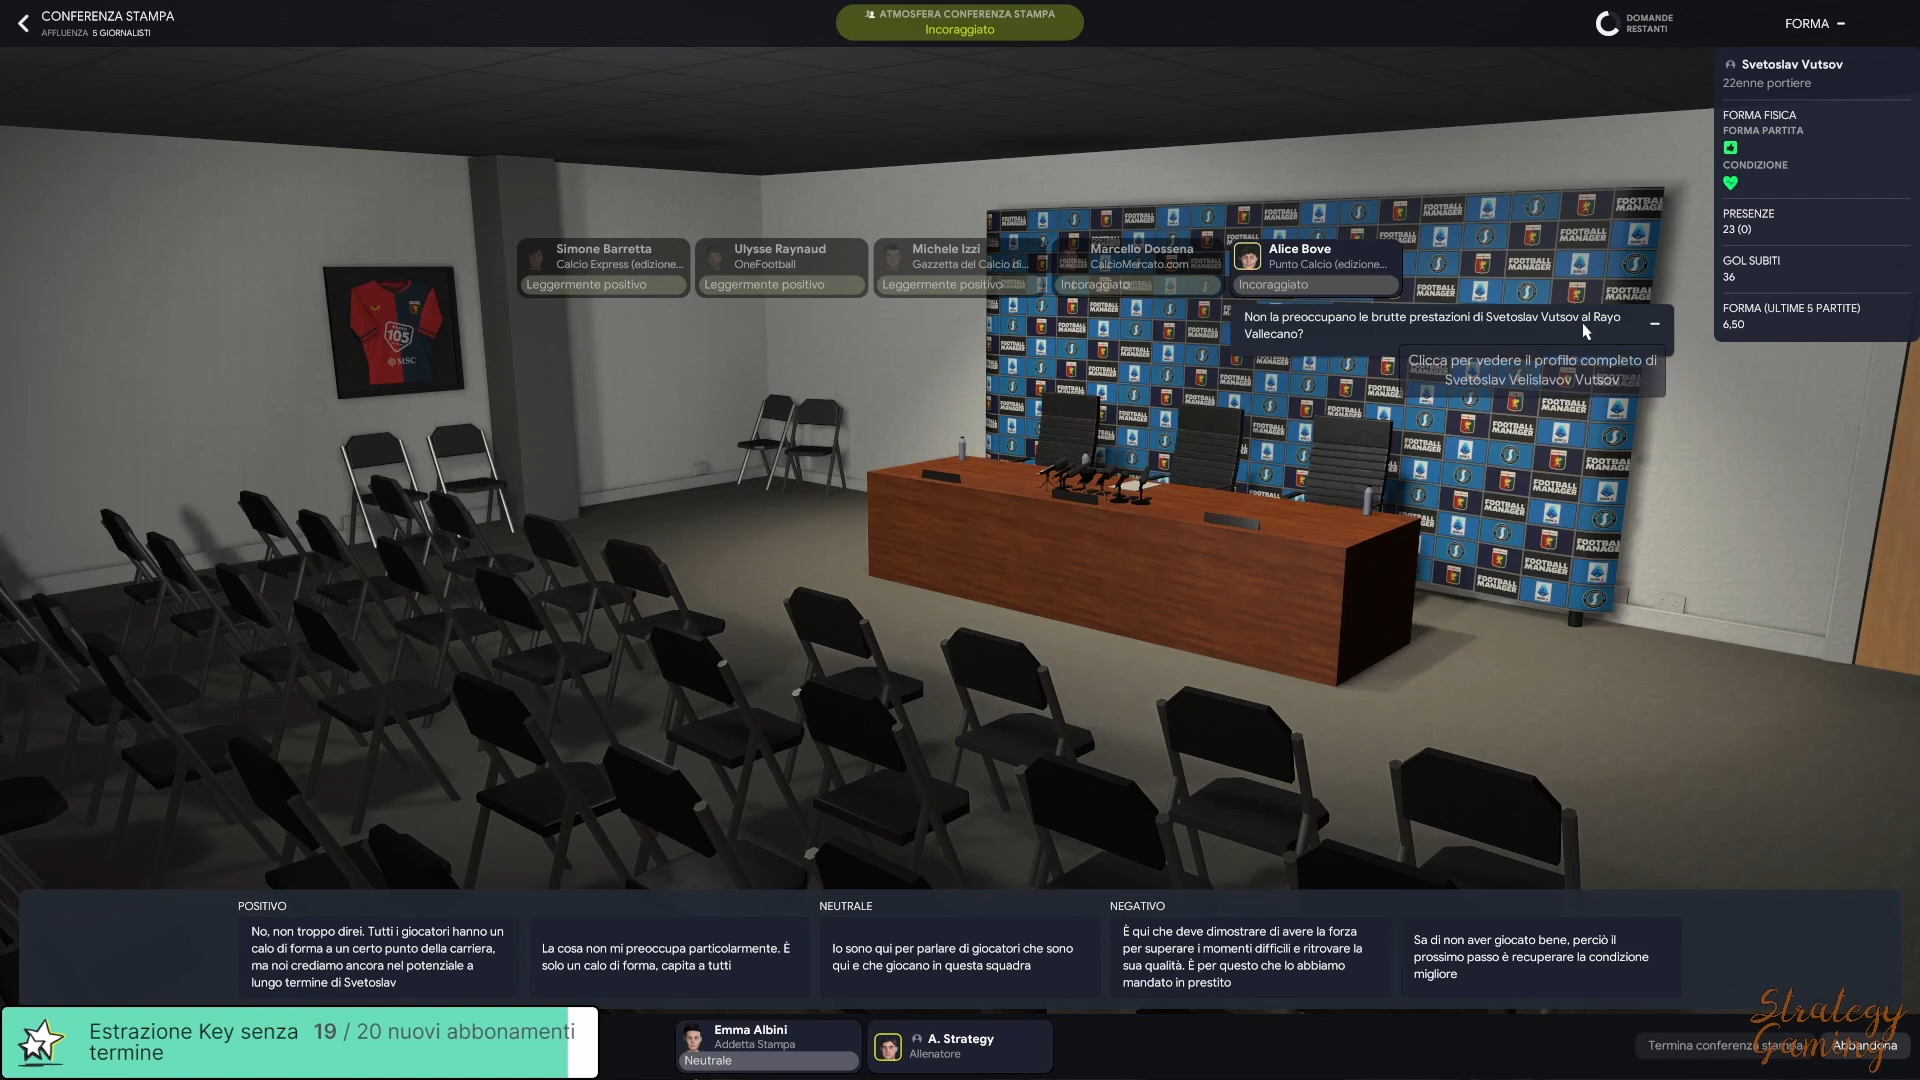 CONFERENZA STAMPA
AFFLUENZA 5 GIORNALISTI
ATMOSFERA CONFERENZA STAMPA
Incoraggiato
DOMANDE
RESTANTI
FORMA
Svetoslav Vutsov
22enne portiere
FORMA FISICA
FORMA PARTITA
CONDIZIONE
PRESENZE
23 (0)
GOL SUBITI
36
FORMA (ULTIME 5 PARTITE)
6,50
Simone Barretta
Calcio Express (edizione...
Leggermente positivo
Ulysse Raynaud
OneFootball
Leggermente positivo
Michele Izzi
Gazzetta del Calcio di...
Leggermente positivo
Marcello Dossena
CalcioMercato.com
Incoraggiato
Alice Bove
Punto Calcio (edizione...
Incoraggiato
Non la preoccupano le brutte prestazioni di Svetoslav Vutsov al Rayo
Vallecano?
Clicca per vedere il profilo completo di
Svetoslav Velislavov Vutsov
105
MSC
FOOTBALL
MANAGER
POSITIVO
No, non troppo direi. Tutti i giocatori hanno un
calo di forma a un certo punto della carriera,
ma noi crediamo ancora nel potenziale a
lungo termine di Svetoslav
La cosa non mi preoccupa particolarmente. È
solo un calo di forma, capita a tutti
NEUTRALE
Io sono qui per parlare di giocatori che sono
qui e che giocano in questa squadra
NEGATIVO
È qui che deve dimostrare di avere la forza
per superare i momenti difficili e ritrovare la
sua qualità. È per questo che lo abbiamo
mandato in prestito
Sa di non aver giocato bene, perciò il
prossimo passo è recuperare la condizione
migliore
Estrazione Key senza 19 / 20 nuovi abbonamenti
termine
Emma Albini
Addetta Stampa
Neutrale
A. Strategy
Allenatore
Termina conferenza stampa
Abbandona
Strategy
Gaming